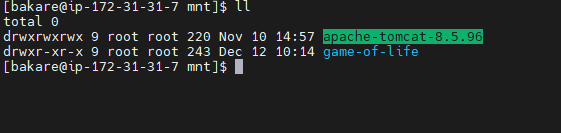 [bakare@ip-172-31-31-7 mnt]$ ll
total 0
drwxrwxrwx 9 root root 220 Nov 10 14:57 apache-tomcat-8.5.96
drwxr-xr-x 9 root root 243 Dec 12 10:14 game-of-life
[bakare@ip-172-31-31-7 mnt]$